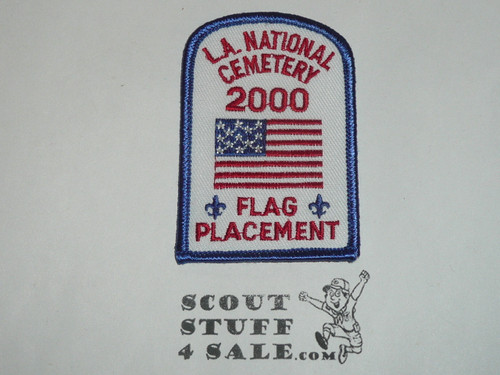 L.A. NATIONAL
CEMETERY
2000
FLAG
PLACEMENT
SCOUT
STUFF
4 SALE.com